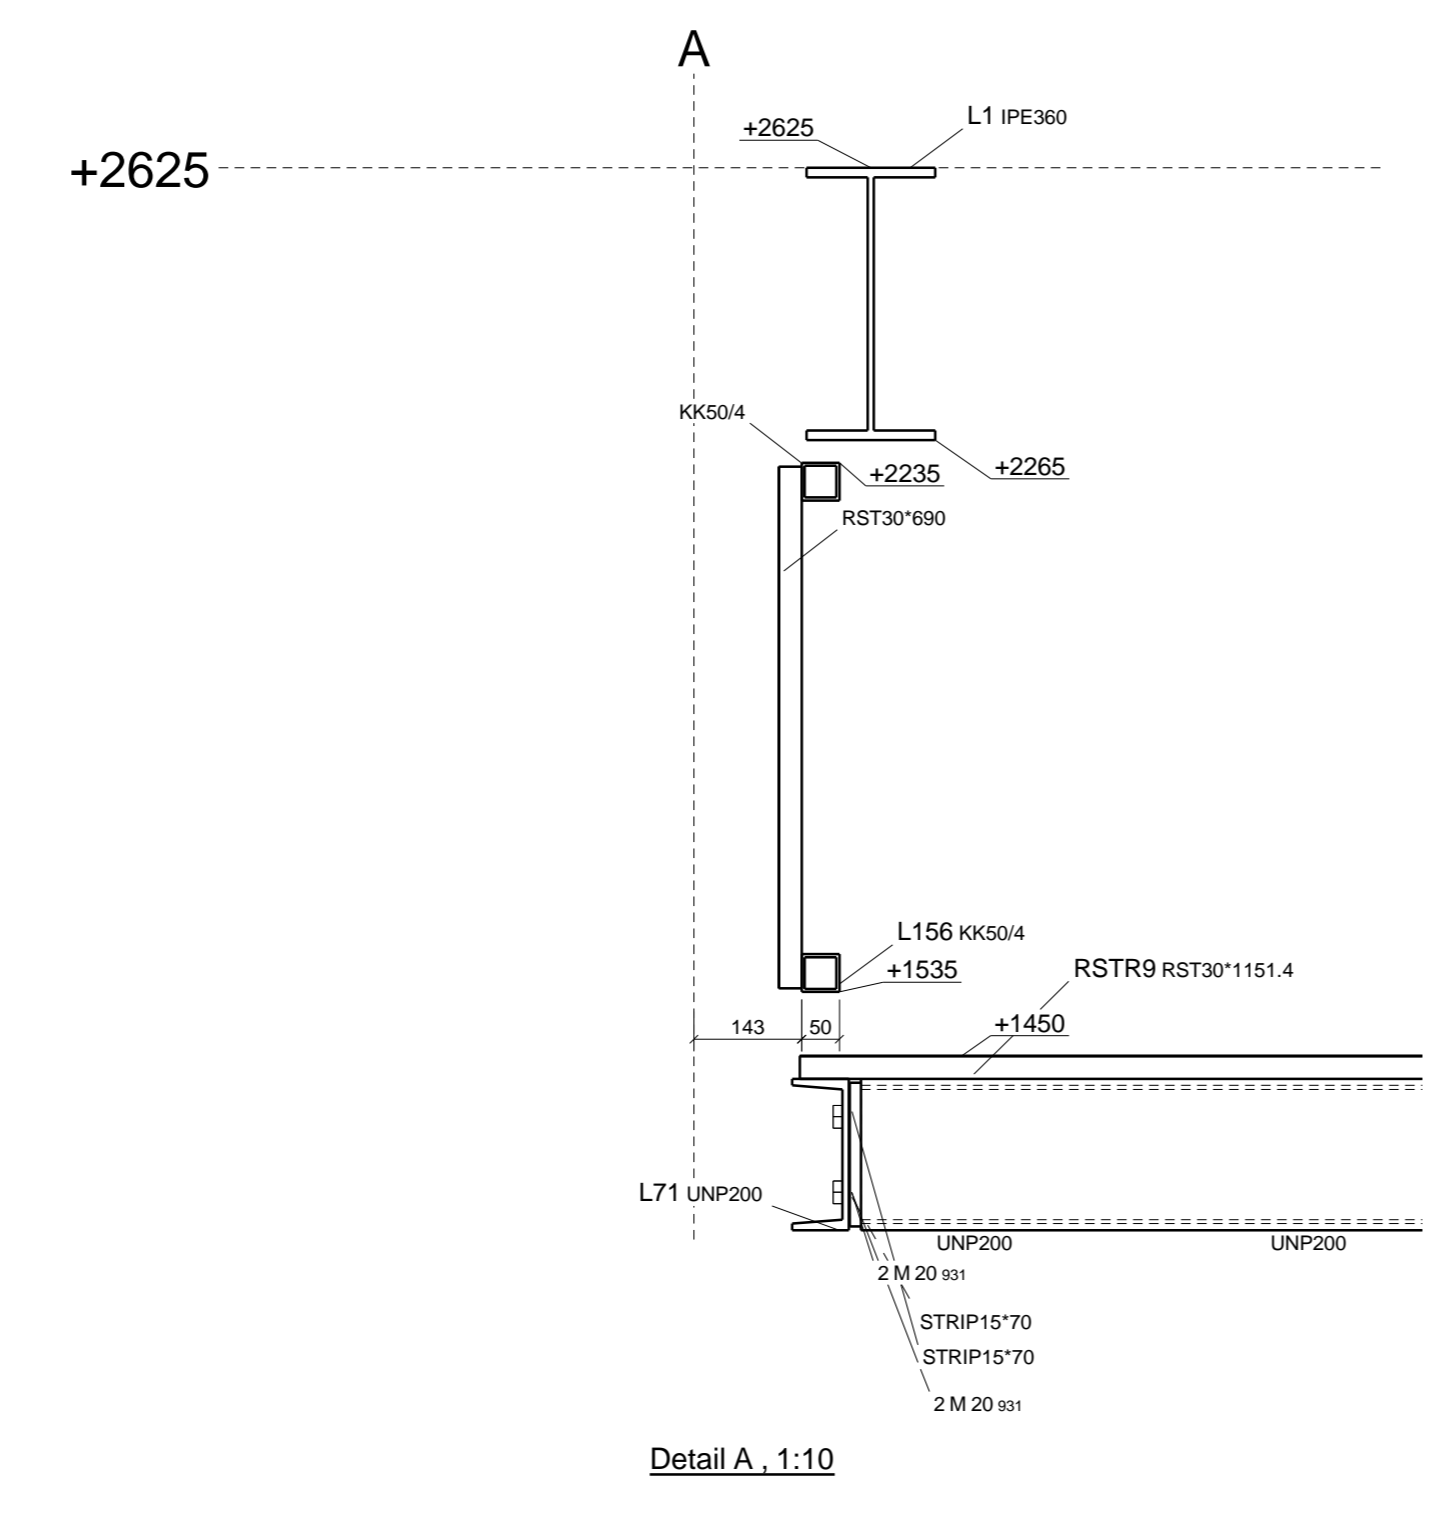 A
L1 IPE360
+2625
+2625
KK50/4
+2265
+2235
RST30*690
L156 KK50/4
+1535
RSTR9 RST30*1151.4
+1450
143
50
L71 UNP200
UNP200
UNP200
2 M 20 931
STRIP15*70
STRIP15*70
2 M 20 931
Detail A , 1:10